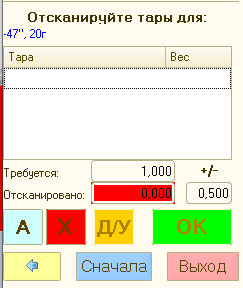 Отсканируйте тары для:
-47", 20г
Тара Вес
Требуется: 1,000 +/-
Отсканировано: 0,000 0,500
А Х Д/У ОК
Сначала Выход